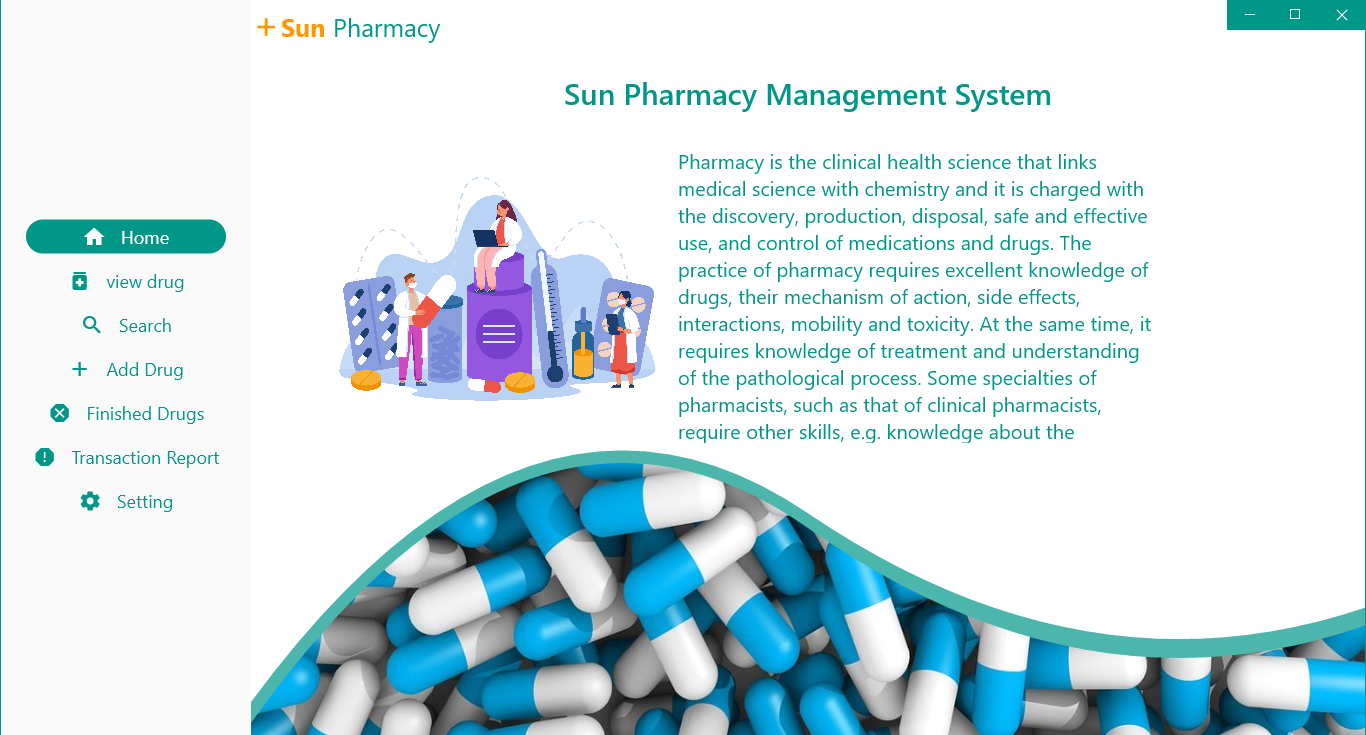 + Sun Pharmacy
Sun Pharmacy Management System
Home
view drug
Search
Add Drug
Finished Drugs
Transaction Report
Setting
Pharmacy is the clinical health science that links
medical science with chemistry and it is charged with
the discovery, production, disposal, safe and effective
use, and control of medications and drugs. The
practice of pharmacy requires excellent knowledge of
drugs, their mechanism of action, side effects,
interactions, mobility and toxicity. At the same time, it
requires knowledge of treatment and understanding
of the pathological process. Some specialties of
pharmacists, such as that of clinical pharmacists,
require other skills, e.g. knowledge about the